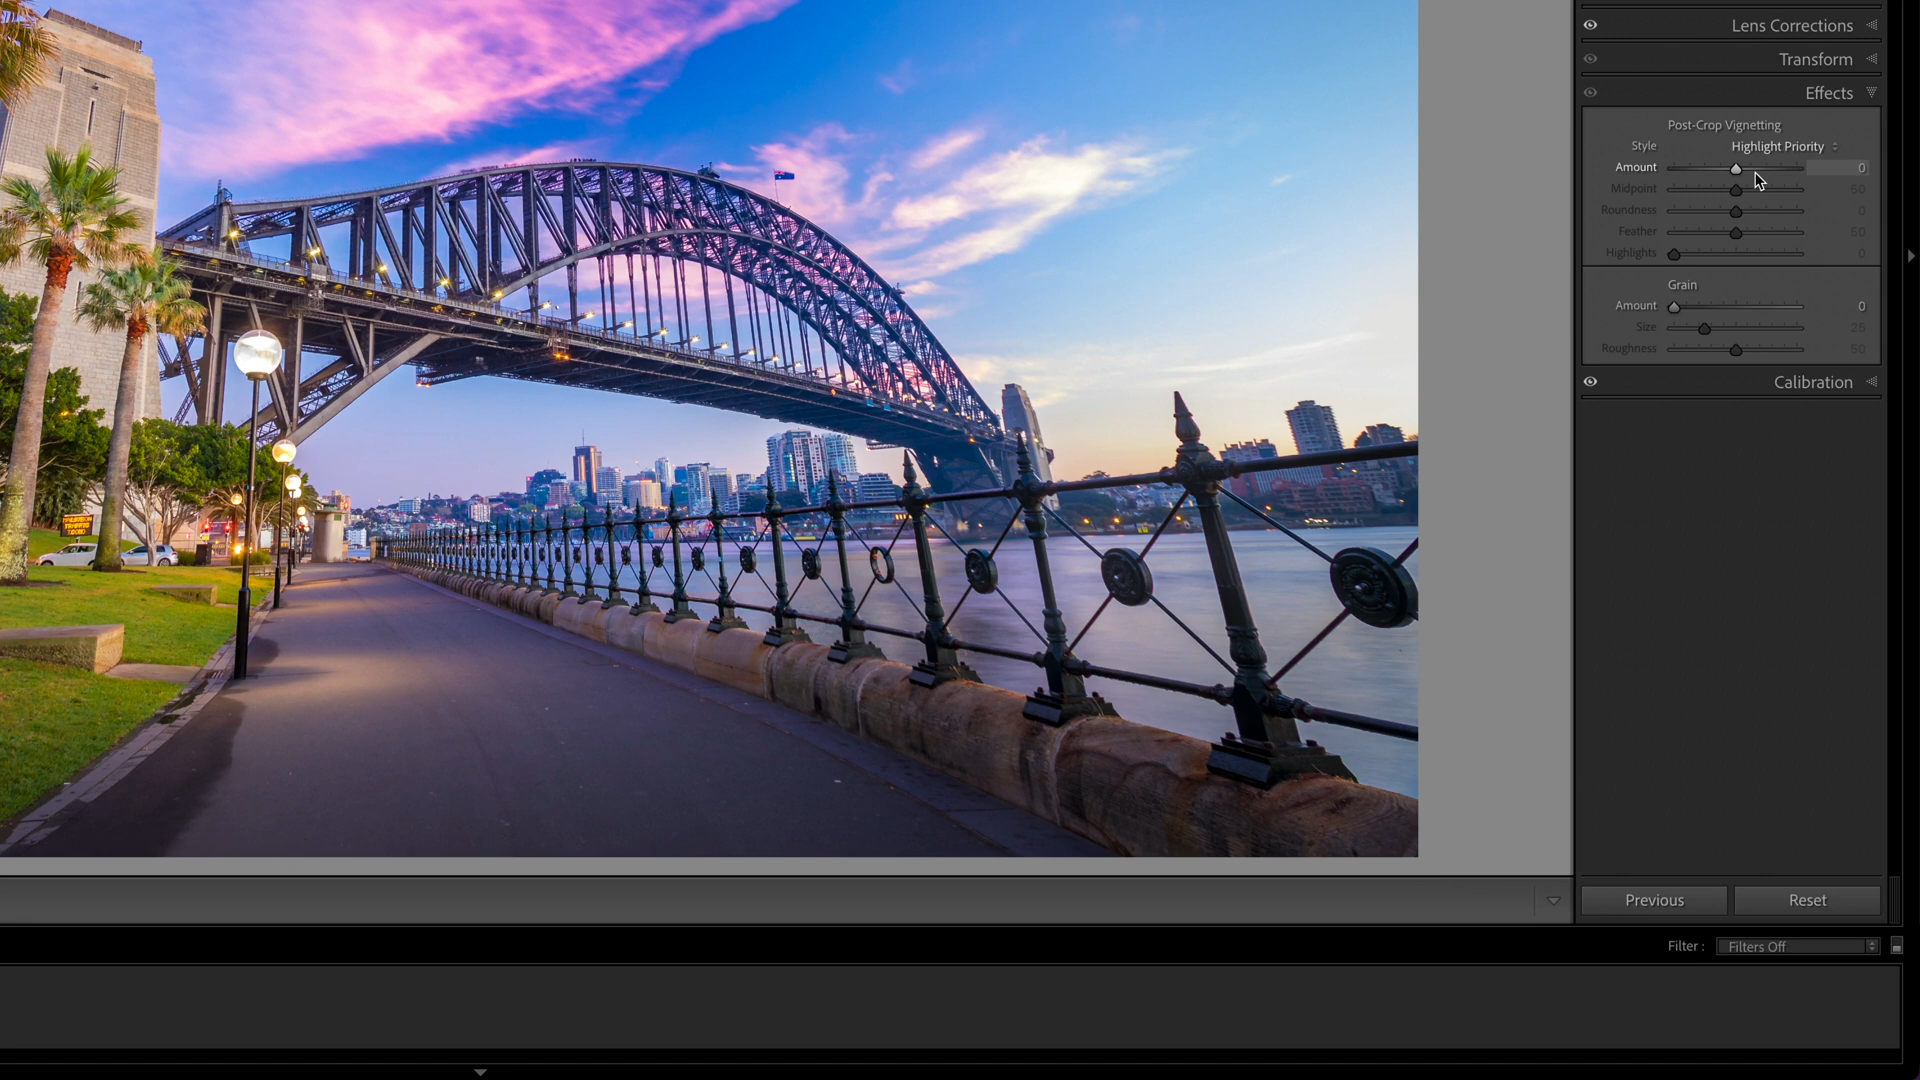 Lens Corrections
Transform
Effects
Post-Crop Vignetting
Style Highlight Priority
Amount 0
Midpoint 50
Roundness 0
Feather 50
Highlights 0
Grain
Amount 0
Size 25
Roughness 50
Calibration
Previous Reset
Filter : Filters Off